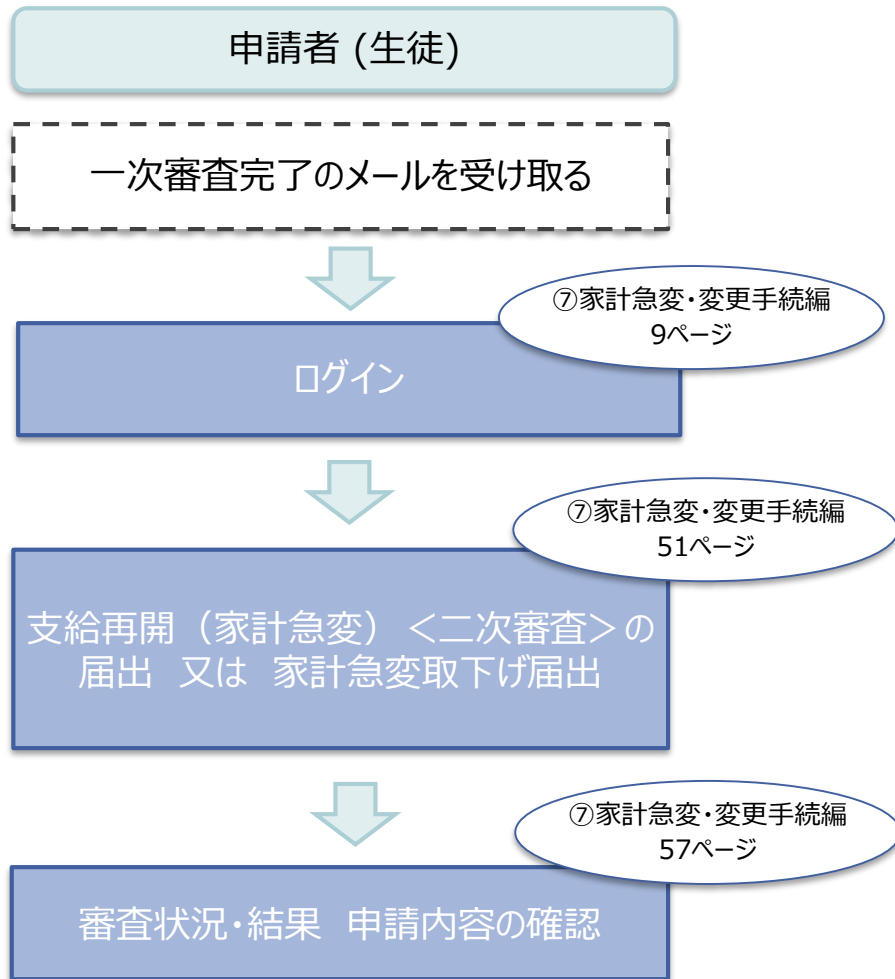 申請者 (生徒)
一次審査完了のメールを受け取る
⑦家計急変・変更手続編
9ページ
ログイン
⑦家計急変・変更手続編
51ページ
支給再開（家計急変）＜二次審査＞の
届出　又は　家計急変取下げ届出
⑦家計急変・変更手続編
57ページ
審査状況・結果　申請内容の確認